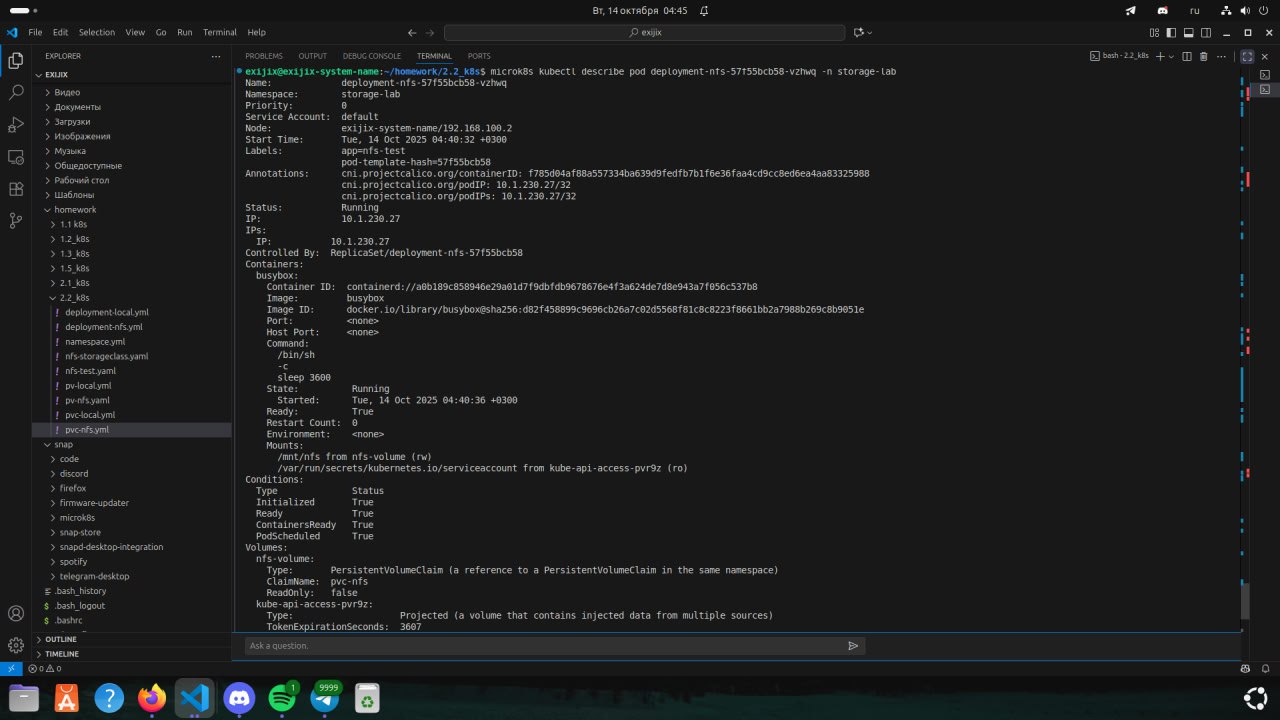 Вт, 14 октября 04:45
ru
File Edit Selection View Go Run Terminal Help
exijix
EXPLORER
EXIJIX
Видео
Документы
Загрузки
Изображения
Музыка
Общедоступные
Рабочий стол
Шаблоны
homework
1.1 k8s
1.2_k8s
1.3_k8s
1.5_k8s
2.1_k8s
2.2_k8s
deployment-local.yml
deployment-nfs.yml
namespace.yml
nfs-storageclass.yaml
nfs-test.yaml
pv-local.yml
pv-nfs.yaml
pvc-local.yml
pvc-nfs.yml
snap
code
discord
firefox
firmware-updater
microk8s
snap-store
snapd-desktop-integration
spotify
telegram-desktop
.bash_history
.bash_logout
.bashrc
OUTLINE
TIMELINE
PROBLEMS OUTPUT DEBUG CONSOLE TERMINAL PORTS
bash - 2.2_k8s
exijix@exijix-system-name:~/homework/2.2_k8s$ microk8s kubectl describe pod deployment-nfs-57f55bcb58-vzhwq -n storage-lab
Name: deployment-nfs-57f55bcb58-vzhwq
Namespace: storage-lab
Priority: 0
Service Account: default
Node: exijix-system-name/192.168.100.2
Start Time: Tue, 14 Oct 2025 04:40:32 +0300
Labels: app=nfs-test
pod-template-hash=57f55bcb58
Annotations: cni.projectcalico.org/containerID: f785d04af88a557334ba639d9fedfb7b1f6e36faa4cd9cc8ed6ea4aa83325988
cni.projectcalico.org/podIP: 10.1.230.27/32
cni.projectcalico.org/podIPs: 10.1.230.27/32
Status: Running
IP: 10.1.230.27
IPs:
IP: 10.1.230.27
Controlled By: ReplicaSet/deployment-nfs-57f55bcb58
Containers:
busybox:
Container ID: containerd://a0b189c858946e29a01d7f9dbfdb9678676e4f3a624de7d8e943a7f056c537b8
Image: busybox
Image ID: docker.io/library/busybox@sha256:d82f458899c9696cb26a7c02d5568f81c8c8223f8661bb2a7988b269c8b9051e
Port: <none>
Host Port: <none>
Command:
/bin/sh
-c
sleep 3600
State: Running
Started: Tue, 14 Oct 2025 04:40:36 +0300
Ready: True
Restart Count: 0
Environment: <none>
Mounts:
/mnt/nfs from nfs-volume (rw)
/var/run/secrets/kubernetes.io/serviceaccount from kube-api-access-pvr9z (ro)
Conditions:
Type Status
Initialized True
Ready True
ContainersReady True
PodScheduled True
Volumes:
nfs-volume:
Type: PersistentVolumeClaim (a reference to a PersistentVolumeClaim in the same namespace)
ClaimName: pvc-nfs
ReadOnly: false
kube-api-access-pvr9z:
Type: Projected (a volume that contains injected data from multiple sources)
TokenExpirationSeconds: 3607
Ask a question.
0 0
1
9999